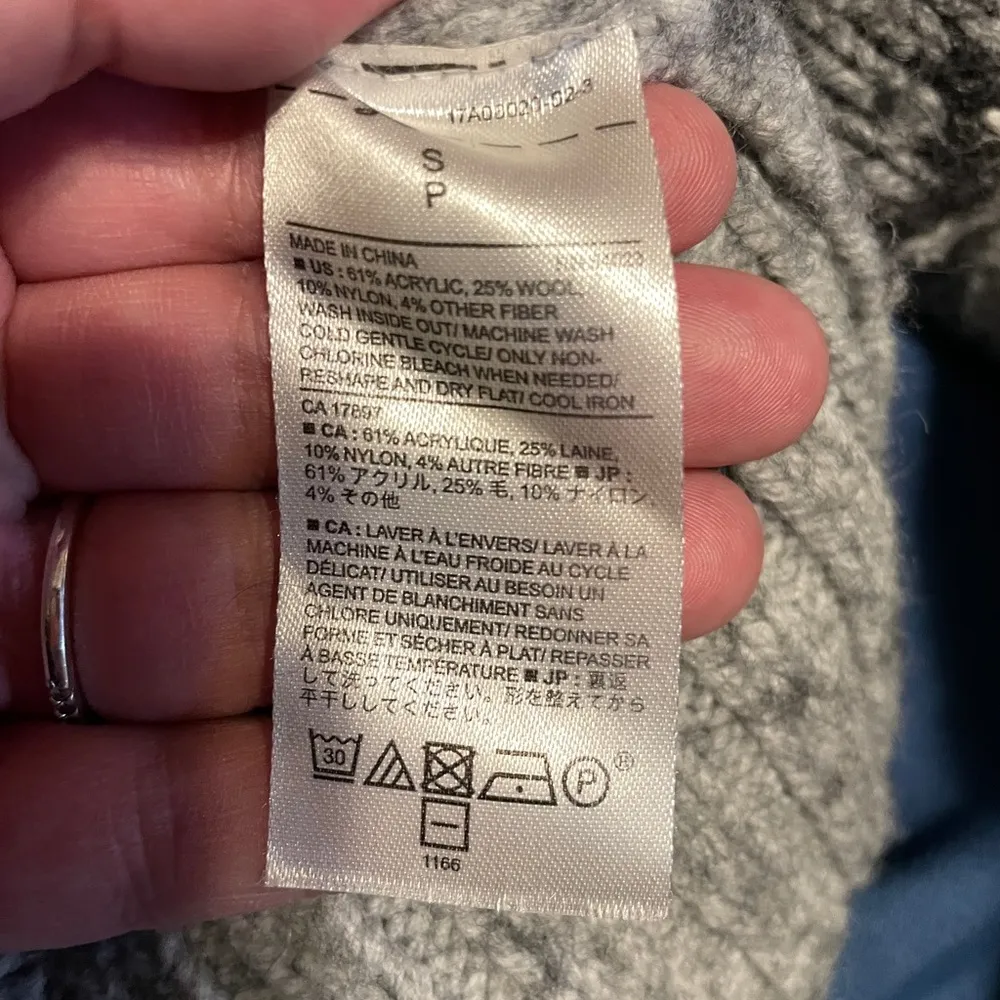 17A00020-02-3
S
P
MADE IN CHINA
■ US : 61% ACRYLIC, 25% WOOL,
10% NYLON, 4% OTHER FIBER
WASH INSIDE OUT/ MACHINE WASH
COLD GENTLE CYCLE/ ONLY NON-
CHLORINE BLEACH WHEN NEEDED/
RESHAPE AND DRY FLAT/ COOL IRON
CA 17897
■ CA : 61% ACRYLIQUE, 25% LAINE,
10% NYLON, 4% AUTRE FIBRE ■ JP :
61% アクリル, 25% 毛, 10% ナイロン,
4% その他
■ CA : LAVER À L'ENVERS/ LAVER À LA
MACHINE À L'EAU FROIDE AU CYCLE
DÉLICAT/ UTILISER AU BESOIN UN
AGENT DE BLANCHIMENT SANS
CHLORE UNIQUEMENT/ REDONNER SA
FORME ET SÉCHER À PLAT/ REPASSER
À BASSE TEMPÉRATURE ■ JP : 裏返
して洗ってください。形を整えてから
平干ししてください。
30 P ®
1166